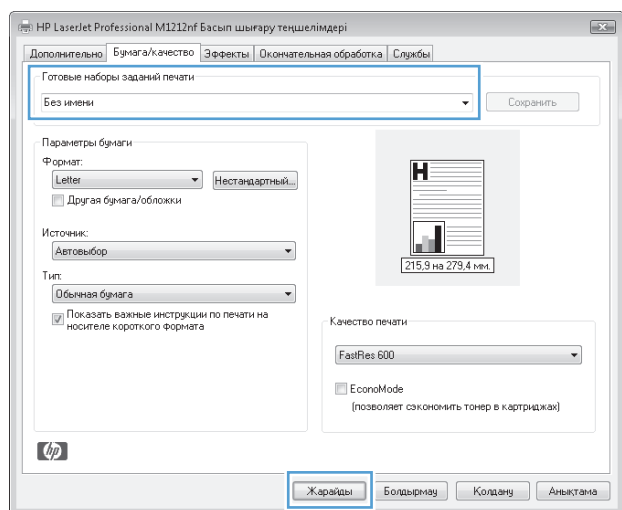 HP LaserJet Professional M1212nf Басып шығару теңшелімдері
Дополнительно Бумага/качество Эффекты Окончательная обработка Службы
Готовые наборы заданий печати
Без имени Сохранить
Параметры бумаги
Формат:
Letter Нестандартный...
Другая бумага/обложки
Источник:
Автовыбор
Тип:
Обычная бумага
Показать важные инструкции по печати на
носителе короткого формата
H
215,9 на 279,4 мм.
Качество печати
FastRes 600
EconoMode
(позволяет сэкономить тонер в картриджах)
hp
Жарайды Болдырмау Қолдану Анықтама